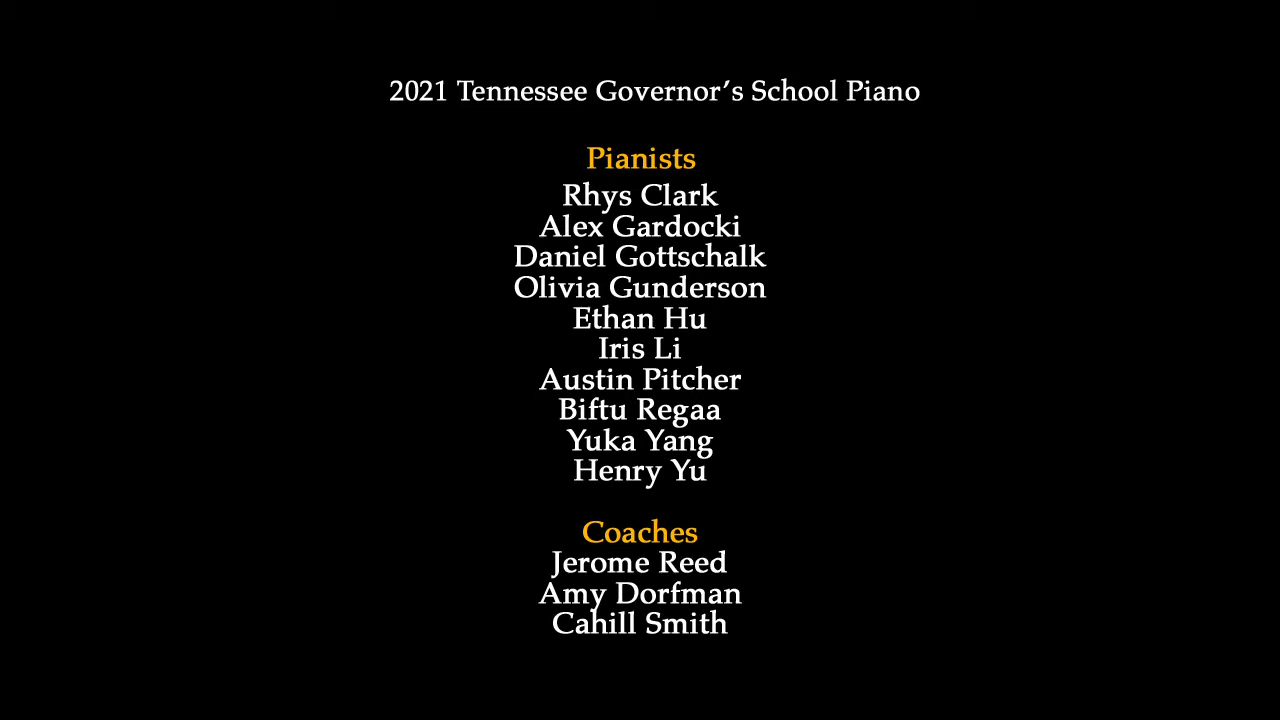 2021 Tennessee Governor’s School Piano
Pianists
Rhys Clark
Alex Gardocki
Daniel Gottschalk
Olivia Gunderson
Ethan Hu
Iris Li
Austin Pitcher
Biftu Regaa
Yuka Yang
Henry Yu
Coaches
Jerome Reed
Amy Dorfman
Cahill Smith